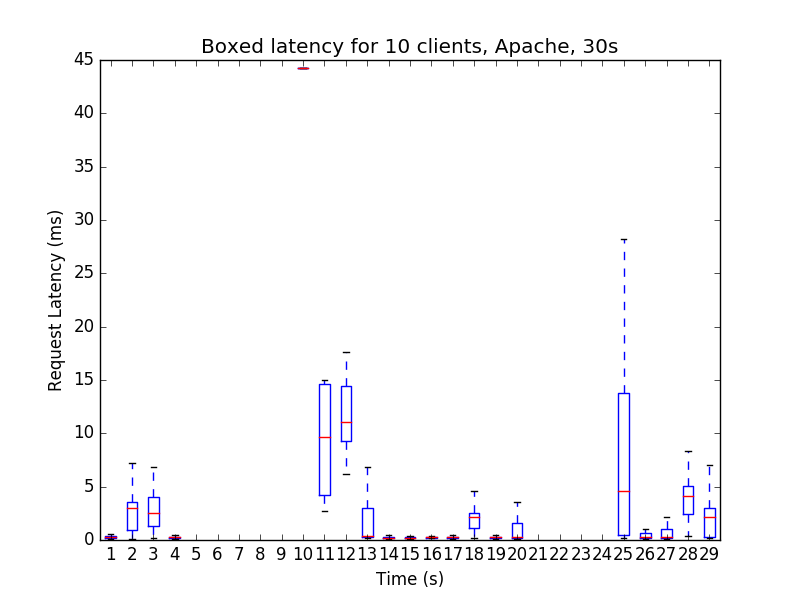 Boxed latency for 10 clients, Apache, 30s
45
40
35
30
25
20
15
10
5
0
Request Latency (ms)
1 2 3 4 5 6 7 8 9 10 11 12 13 14 15 16 17 18 19 20 21 22 23 24 25 26 27 28 29
Time (s)